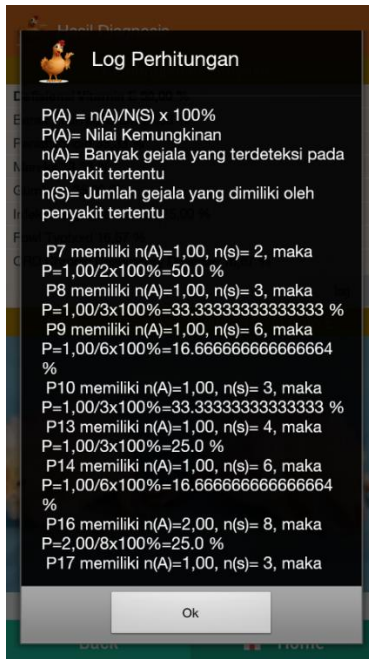 Hasil Diagnosis
Log Perhitungan
P(A) = n(A)/N(S) x 100%
P(A)= Nilai Kemungkinan
n(A)= Banyak gejala yang terdeteksi pada
penyakit tertentu
n(S)= Jumlah gejala yang dimiliki oleh
penyakit tertentu
P7 memiliki n(A)=1,00, n(s)= 2, maka
P=1,00/2x100%=50.0 %
P8 memiliki n(A)=1,00, n(s)= 3, maka
P=1,00/3x100%=33.33333333333333 %
P9 memiliki n(A)=1,00, n(s)= 6, maka
P=1,00/6x100%=16.666666666666664
%
P10 memiliki n(A)=1,00, n(s)= 3, maka
P=1,00/3x100%=33.33333333333333 %
P13 memiliki n(A)=1,00, n(s)= 4, maka
P=1,00/3x100%=25.0 %
P14 memiliki n(A)=1,00, n(s)= 6, maka
P=1,00/6x100%=16.666666666666664
%
P16 memiliki n(A)=2,00, n(s)= 8, maka
P=2,00/8x100%=25.0 %
P17 memiliki n(A)=1,00, n(s)= 3, maka
Ok
Back
Home